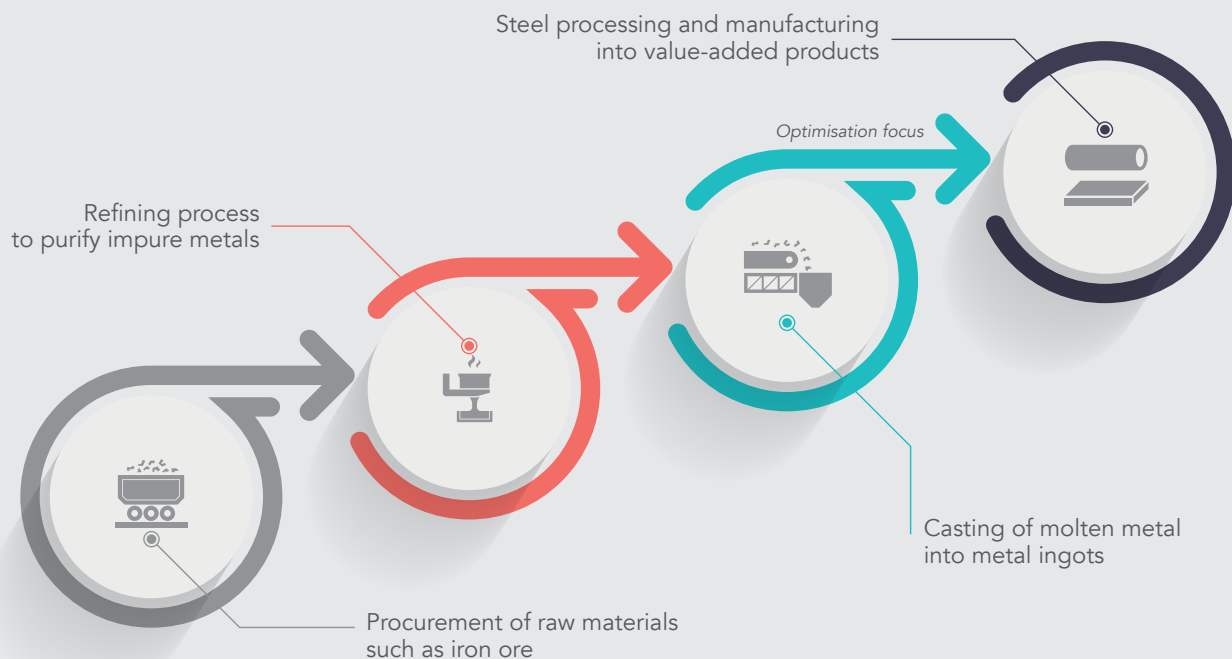 Steel processing and manufacturing
into value-added products
Optimisation focus
Refining process
to purify impure metals
Casting of molten metal
into metal ingots
Procurement of raw materials
such as iron ore